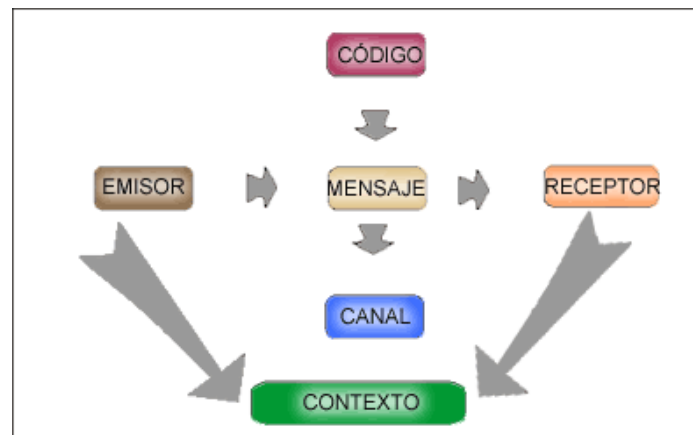 CÓDIGO
EMISOR
MENSAJE
RECEPTOR
CANAL
CONTEXTO